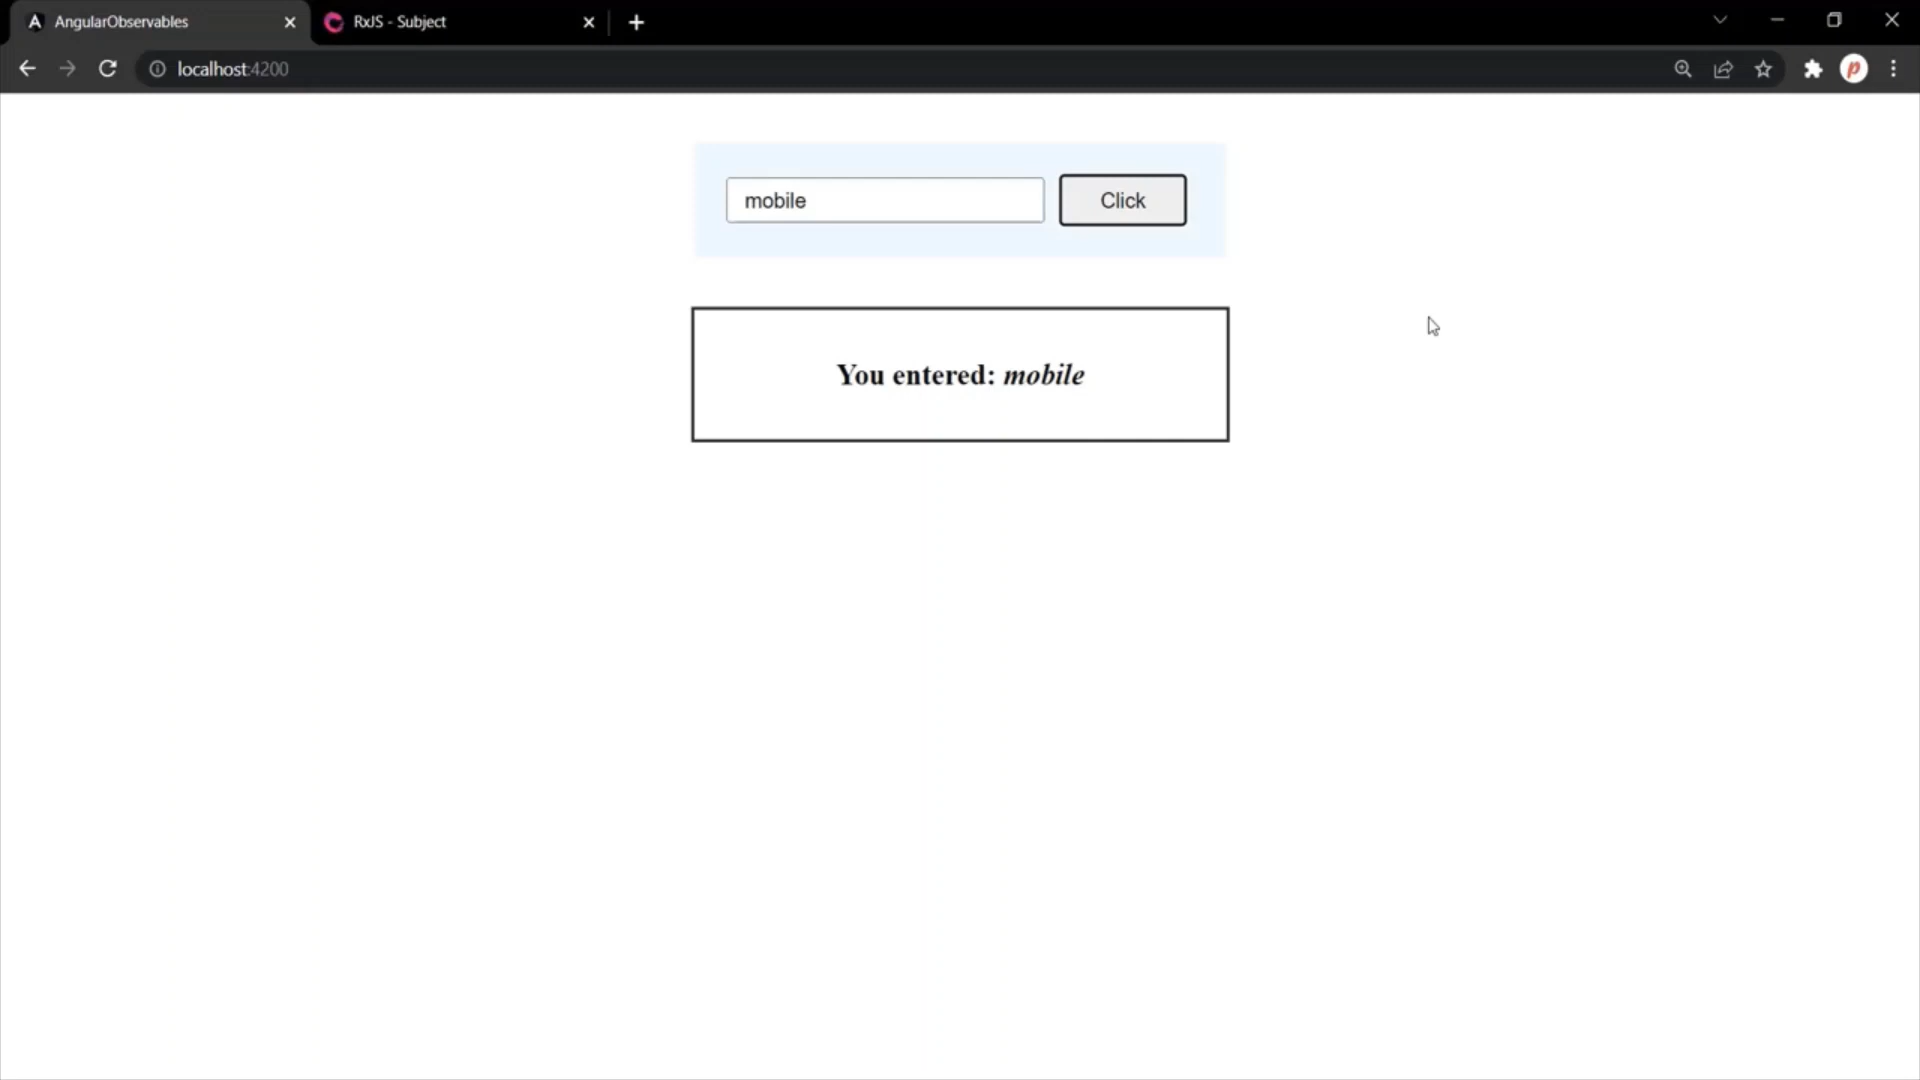 AngularObservables
RxJS - Subject
localhost:4200
mobile
Click
You entered: mobile